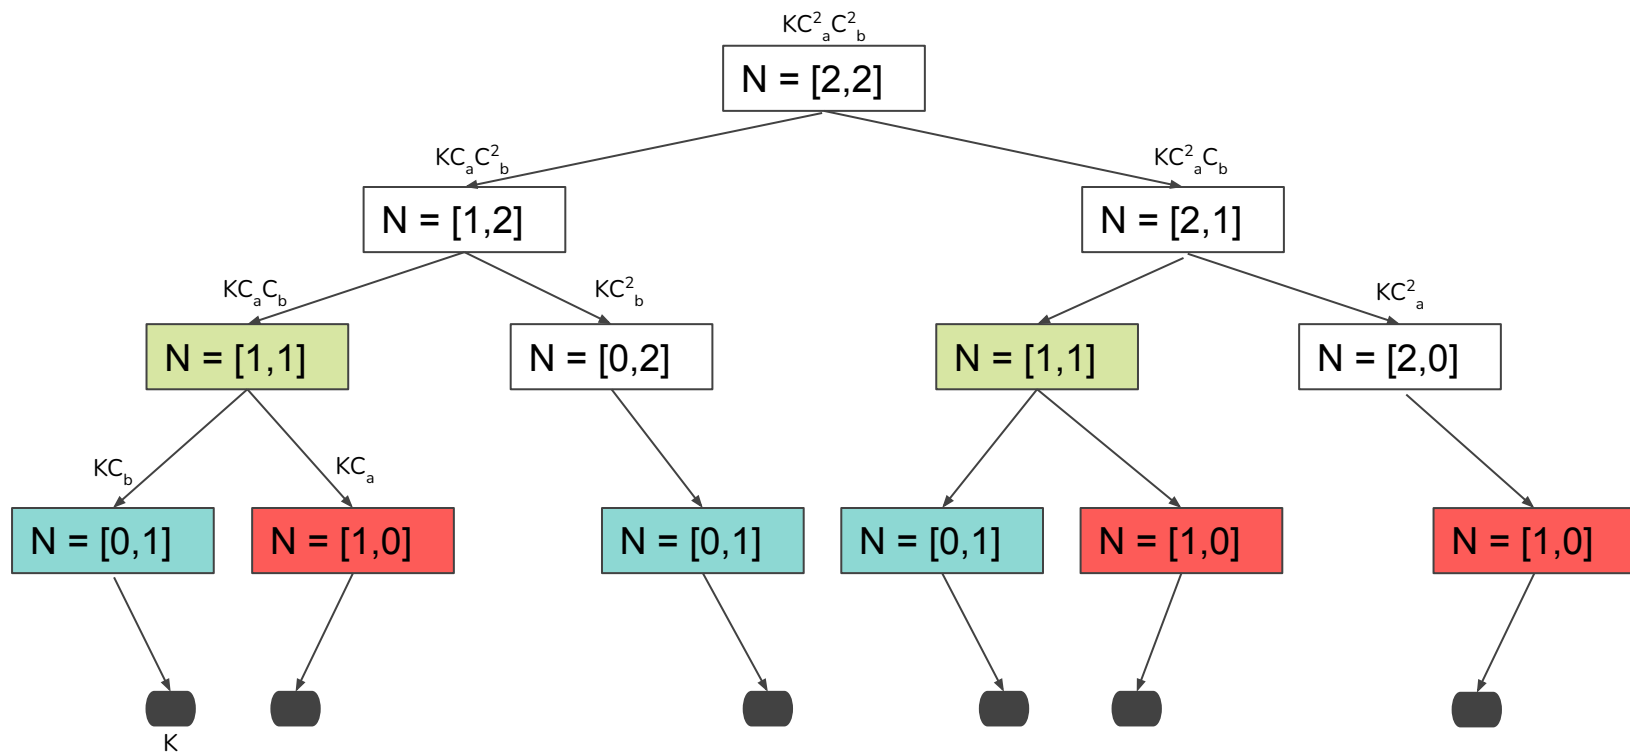 KC²ₐC²_b
N = [2,2]
KCₐC²_b
KC²ₐC_b
N = [1,2]
N = [2,1]
KCₐC_b
KC²_b
KC²ₐ
N = [1,1]
N = [0,2]
N = [1,1]
N = [2,0]
KC_b
KCₐ
N = [0,1]
N = [1,0]
N = [0,1]
N = [0,1]
N = [1,0]
N = [1,0]
K